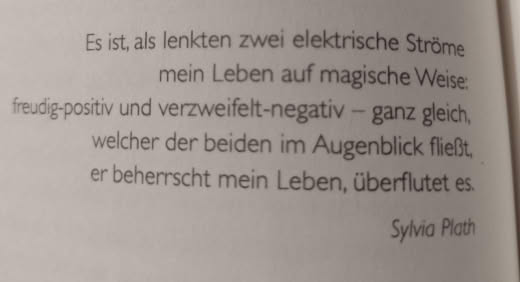 Es ist, als lenkten zwei elektrische Ströme
mein Leben auf magische Weise:
freudig-positiv und verzweifelt-negativ – ganz gleich,
welcher der beiden im Augenblick fließt,
er beherrscht mein Leben, überflutet es.
Sylvia Plath